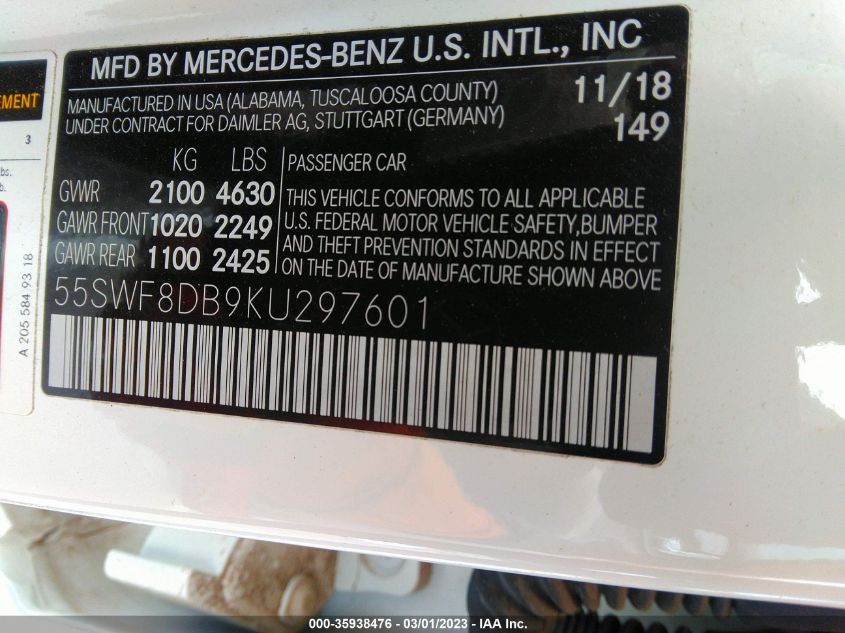 MFD BY MERCEDES-BENZ U.S. INTL., INC
MANUFACTURED IN USA (ALABAMA, TUSCALOOSA COUNTY) 11/18
UNDER CONTRACT FOR DAIMLER AG, STUTTGART (GERMANY) 149
KG LBS
GVWR 2100 4630
GAWR FRONT 1020 2249
GAWR REAR 1100 2425
PASSENGER CAR
THIS VEHICLE CONFORMS TO ALL APPLICABLE
U.S. FEDERAL MOTOR VEHICLE SAFETY,BUMPER
AND THEFT PREVENTION STANDARDS IN EFFECT
ON THE DATE OF MANUFACTURE SHOWN ABOVE.
55SWF8DB9KU297601
EMENT
3
bs.
b.
A 205 584 93 18
000-35938476 - 03/01/2023 - IAA Inc.